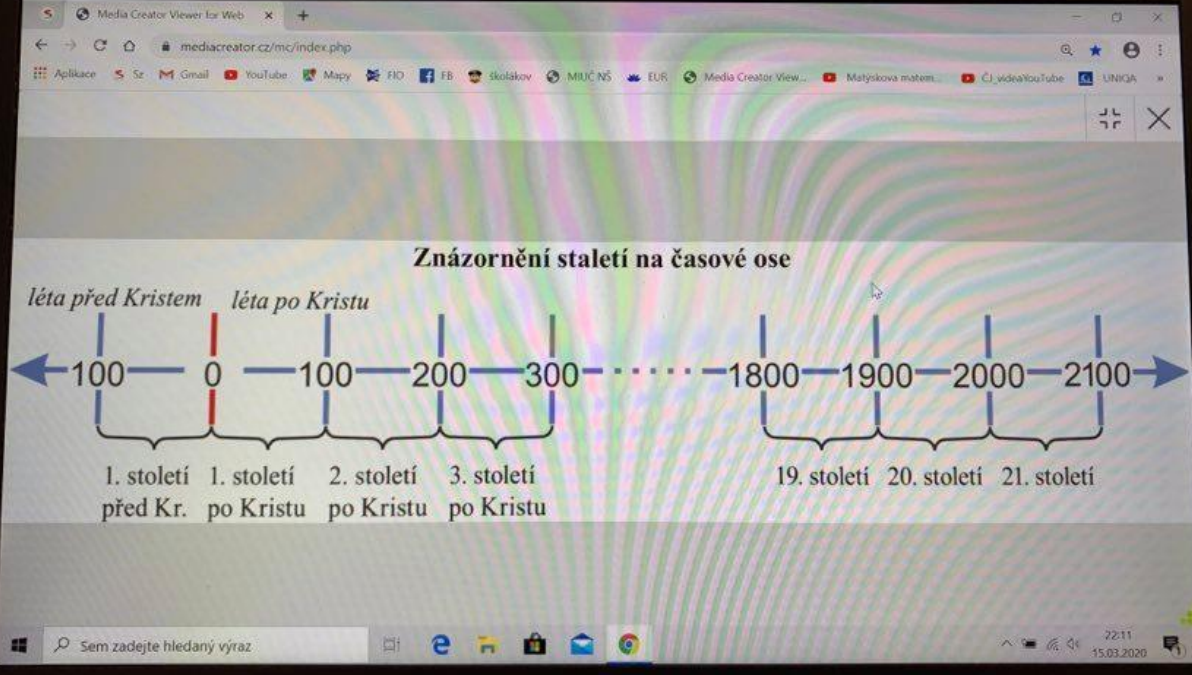 S Media Creator Viewer for Web
mediacreator.cz/mc/index.php
Aplikace S Sz Gmail YouTube Mapy FIO FB školákov MIUČ NŠ EUR Media Creator View... Matýskova matem... ČJ_videaYouTube UNIQA »
Znázornění staletí na časové ose
léta před Kristem léta po Kristu
100 0 100 200 300 1800 1900 2000 2100
1. století 1. století 2. století 3. století 19. století 20. století 21. století
před Kr. po Kristu po Kristu po Kristu
Sem zadejte hledaný výraz
22:11
15.03.2020
1